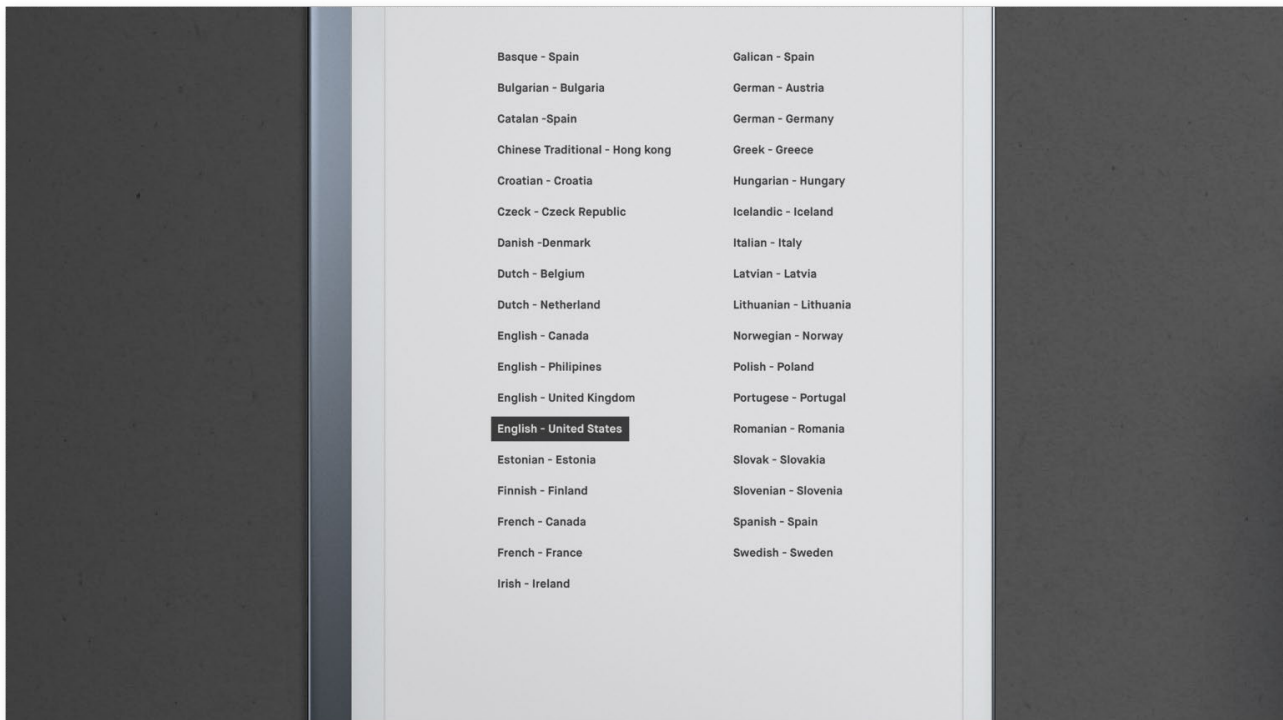 Basque - Spain
Bulgarian - Bulgaria
Catalan -Spain
Chinese Traditional - Hong kong
Croatian - Croatia
Czeck - Czeck Republic
Danish -Denmark
Dutch - Belgium
Dutch - Netherland
English - Canada
English - Philipines
English - United Kingdom
English - United States
Estonian - Estonia
Finnish - Finland
French - Canada
French - France
Irish - Ireland
Galican - Spain
German - Austria
German - Germany
Greek - Greece
Hungarian - Hungary
Icelandic - Iceland
Italian - Italy
Latvian - Latvia
Lithuanian - Lithuania
Norwegian - Norway
Polish - Poland
Portugese - Portugal
Romanian - Romania
Slovak - Slovakia
Slovenian - Slovenia
Spanish - Spain
Swedish - Sweden